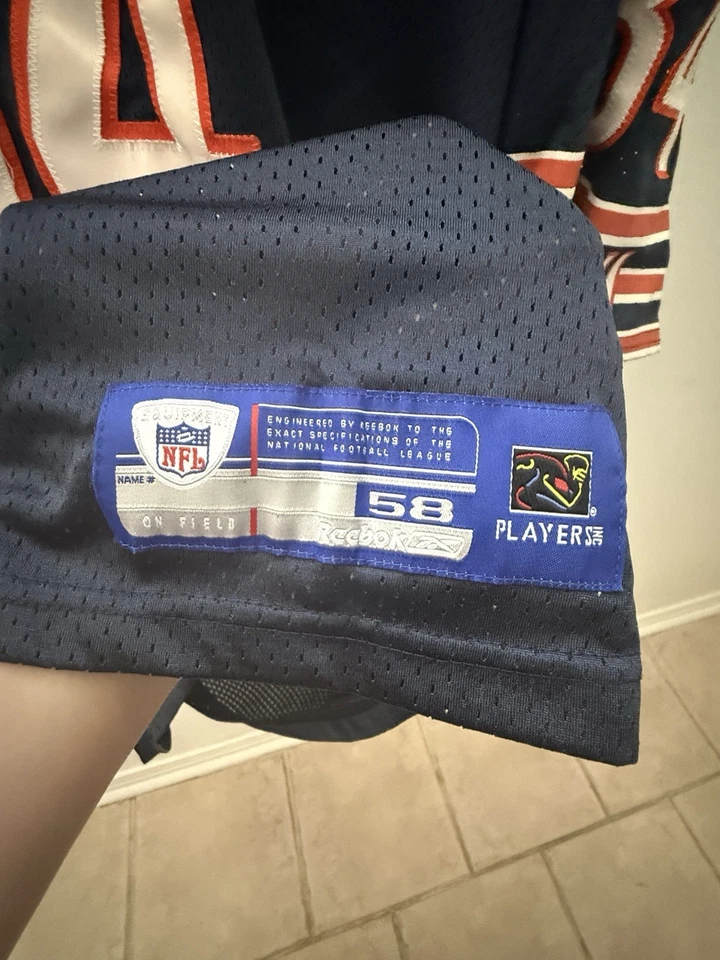 EQUIPMENT
NFL
ENGINEERED BY REEBOK TO THE
EXACT SPECIFICATIONS OF THE
NATIONAL FOOTBALL LEAGUE
NAME #
58
ON FIELD
Reebok
PLAYERS INC
®